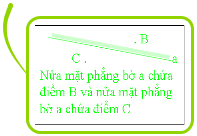 . B
C .
a
Nửa mặt phẳng bờ a chứa
điểm B và nửa mặt phẳng
bờ a chứa điểm C